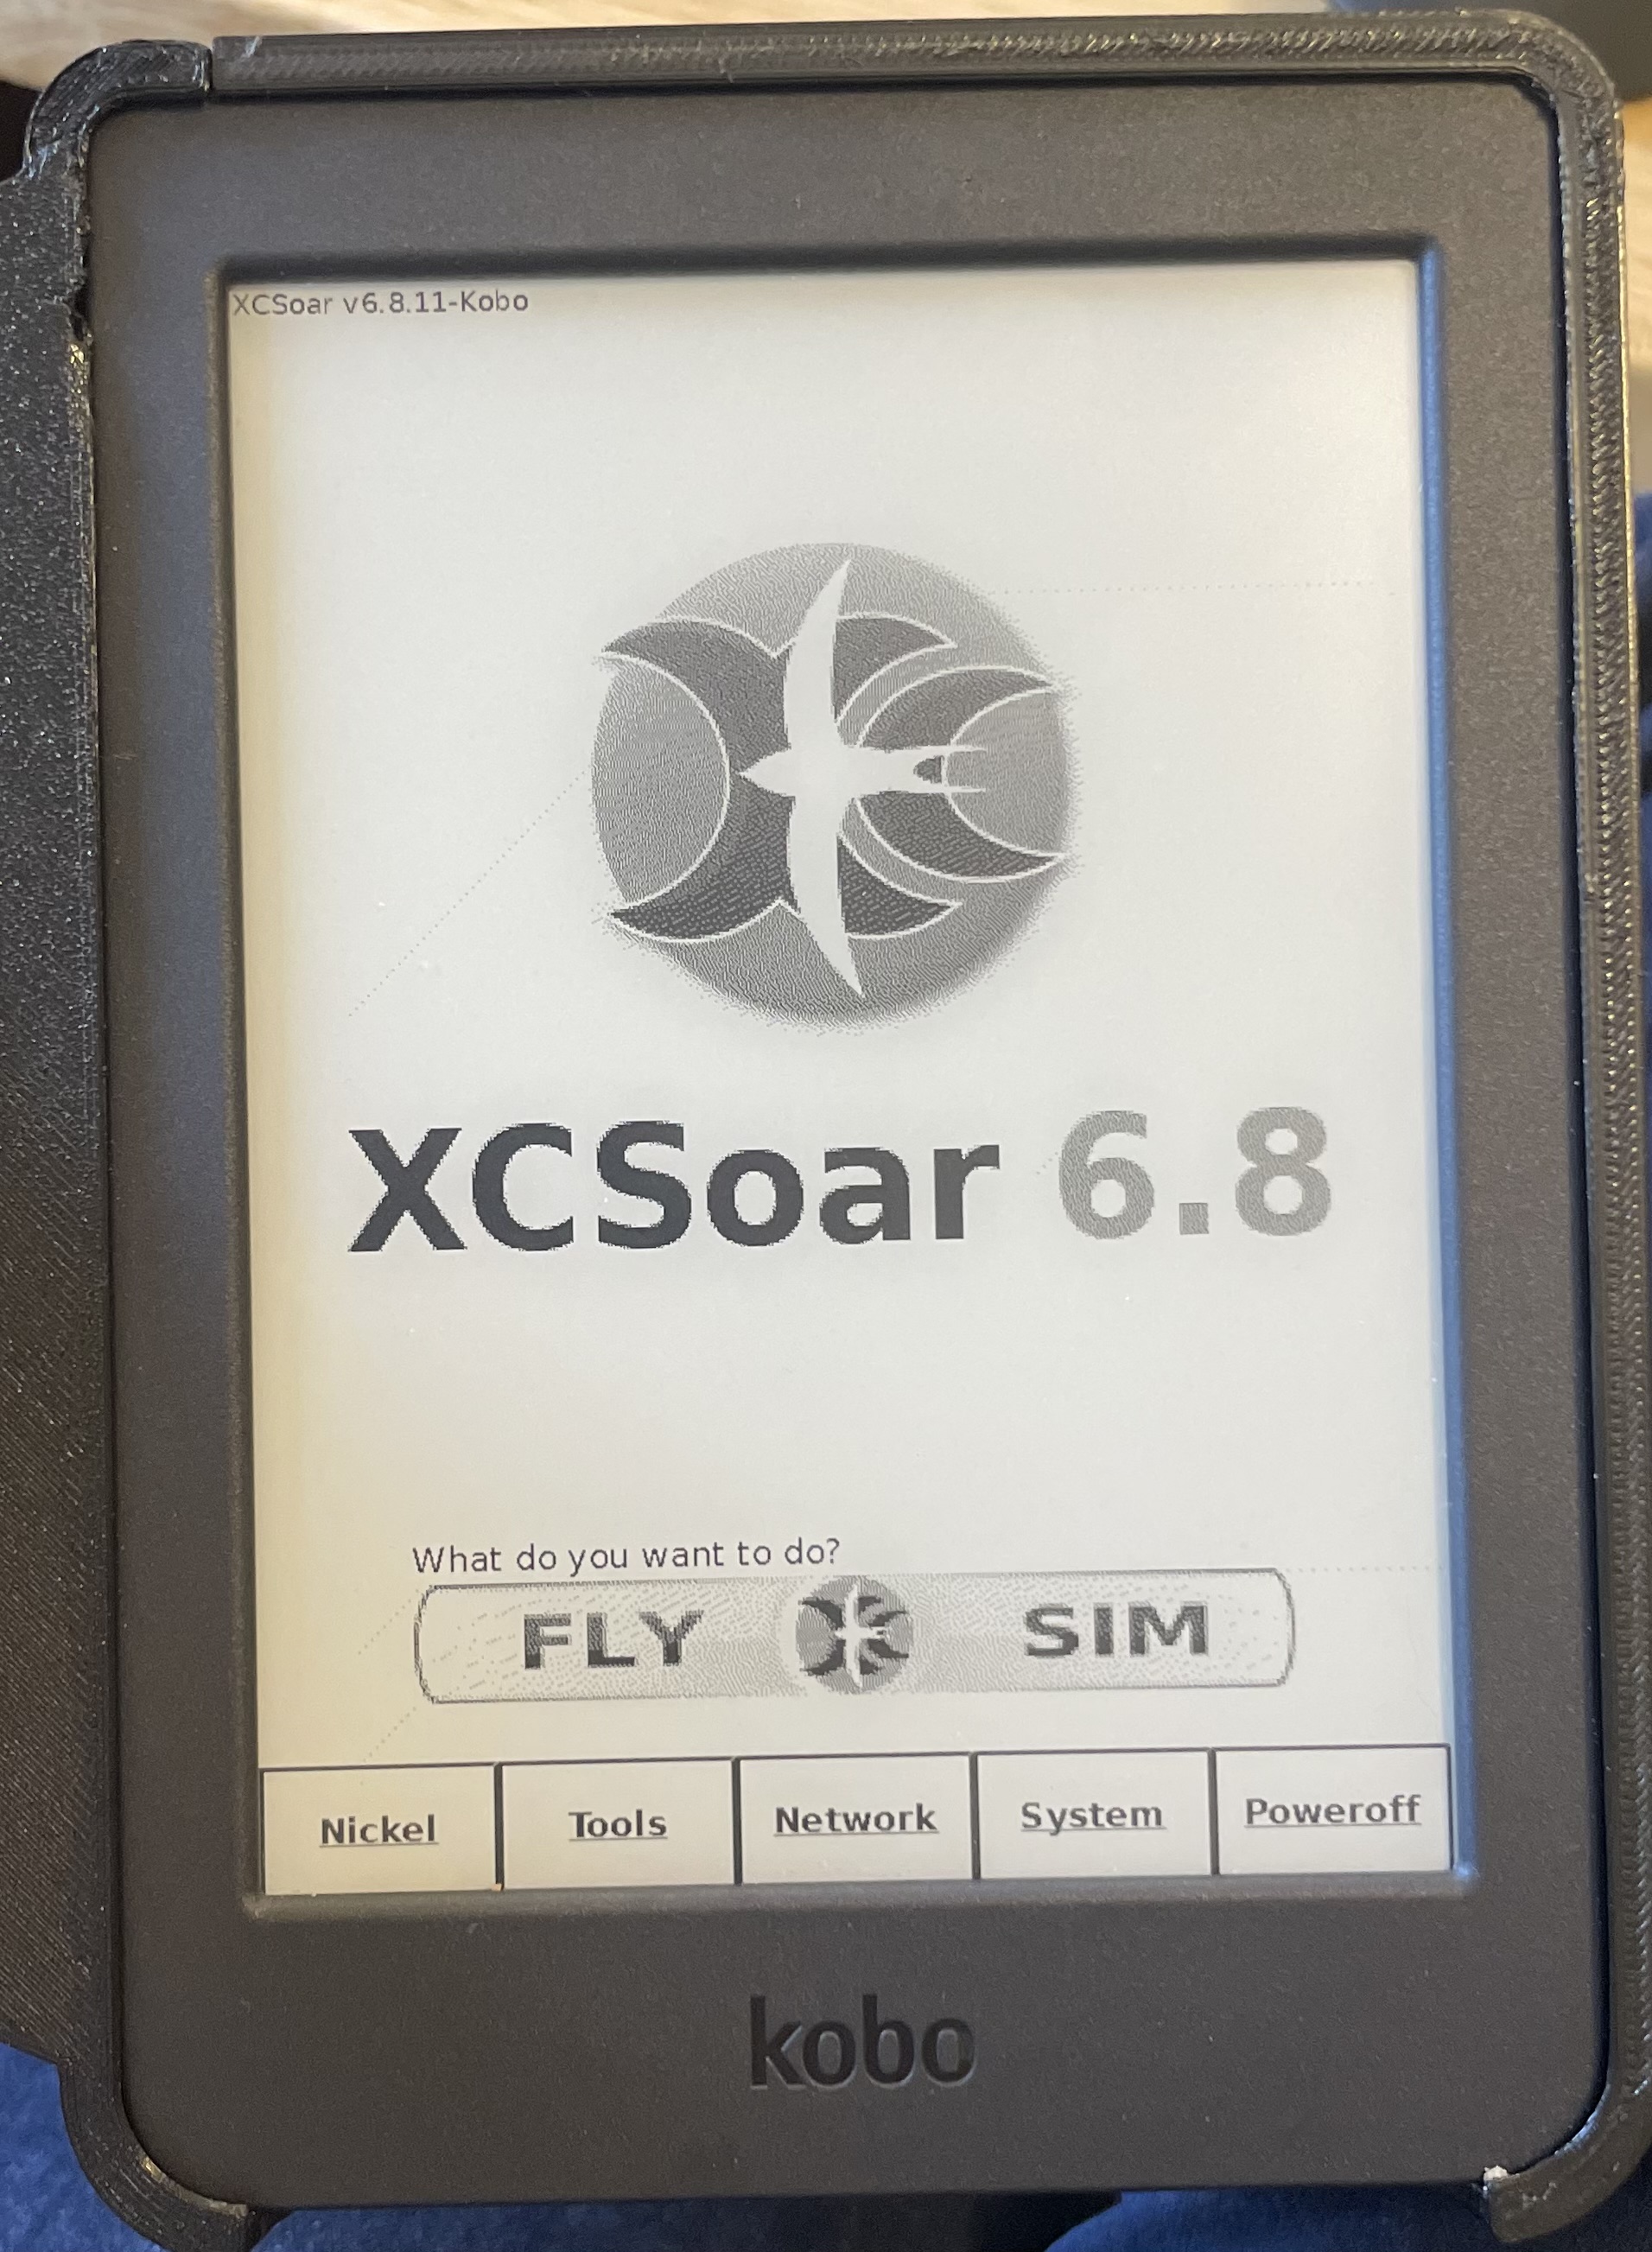 XCSoar v6.8.11-Kobo
XCSoar 6.8
What do you want to do?
FLY SIM
Nickel Tools Network System Poweroff
kobo